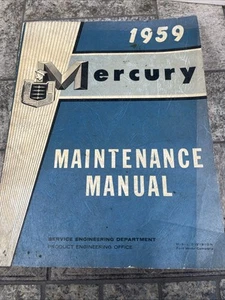 1959
Mercury
MAINTENANCE
MANUAL
SERVICE ENGINEERING DEPARTMENT
PRODUCT ENGINEERING OFFICE